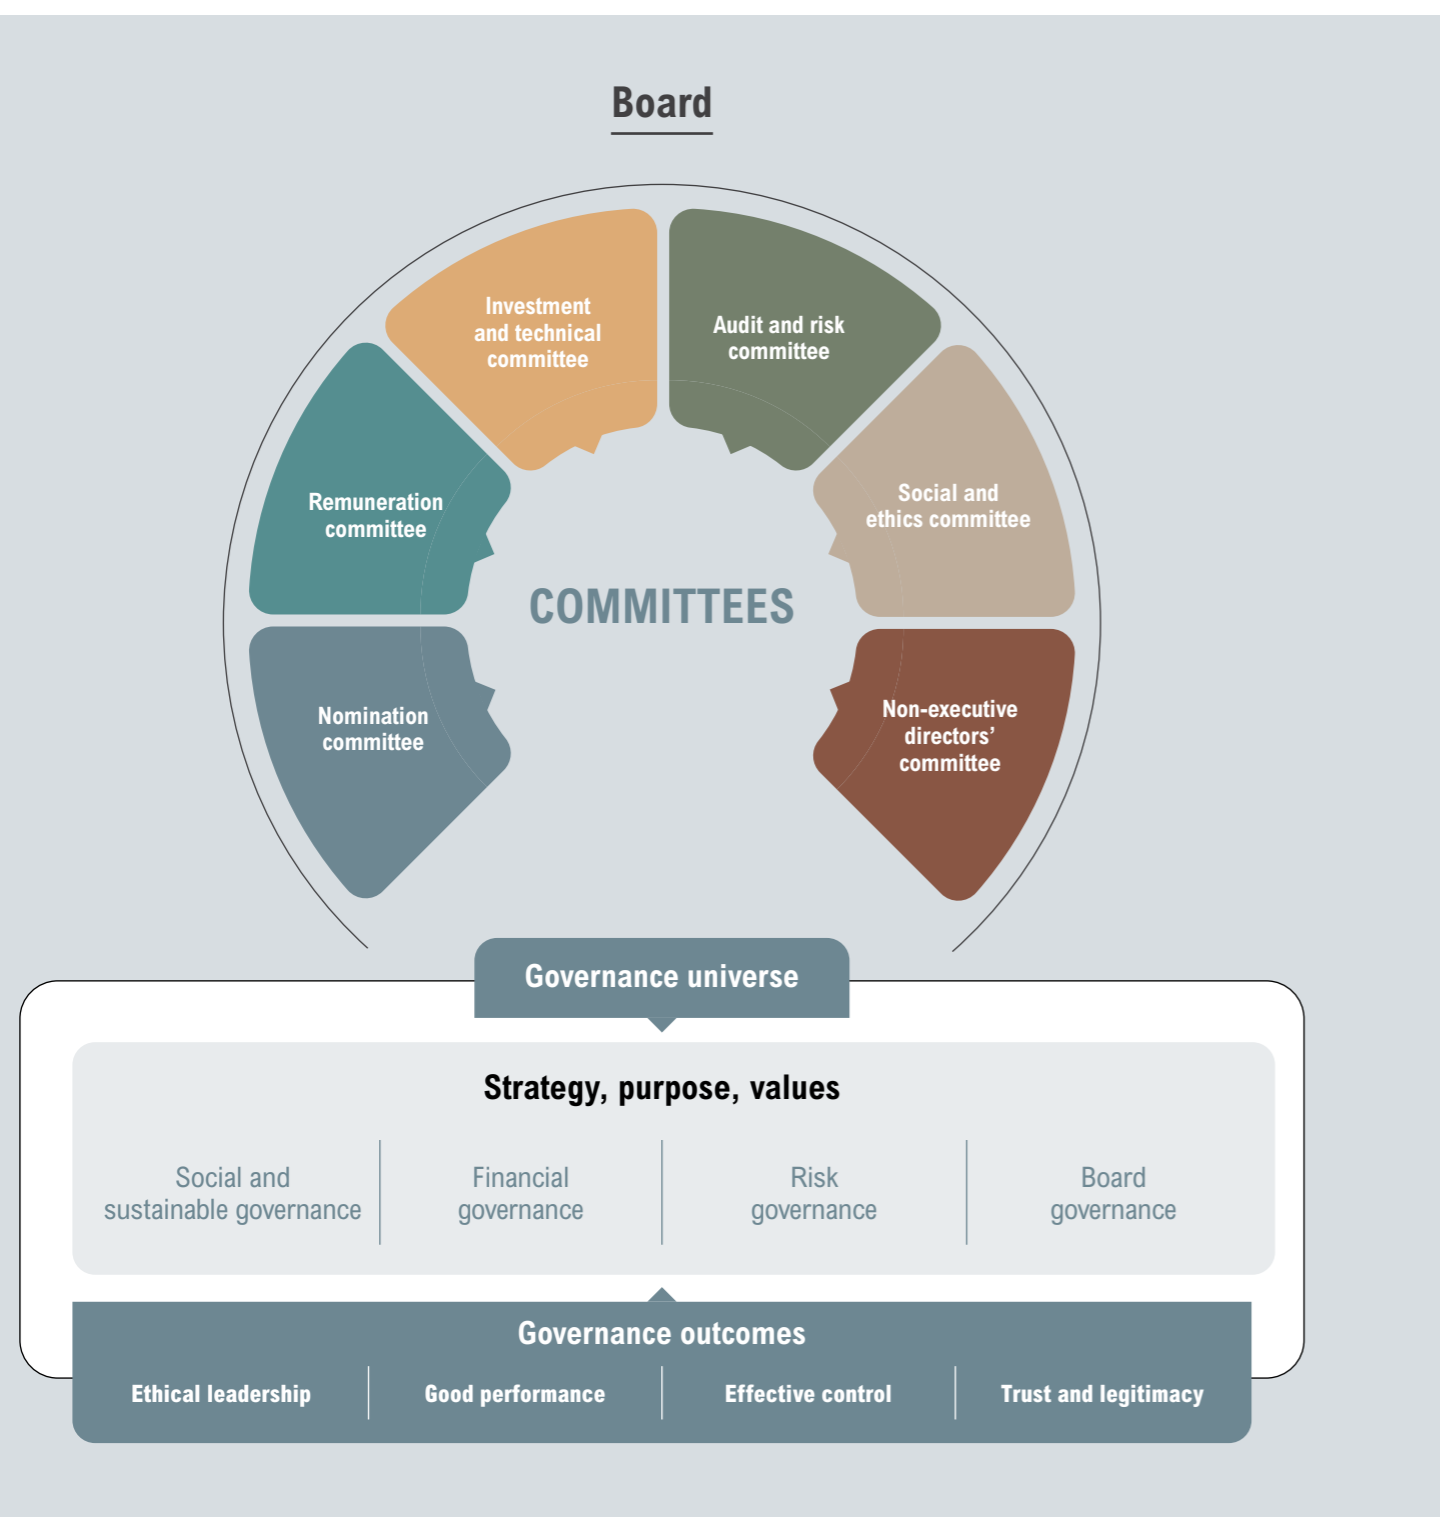 Board
Investment
and technical
committee
Audit and risk
committee
Remuneration
committee
Social and
ethics committee
COMMITTEES
Nomination
committee
Non-executive
directors’
committee
Governance universe
Strategy, purpose, values
Social and
sustainable governance
Financial
governance
Risk
governance
Board
governance
Governance outcomes
Ethical leadership
Good performance
Effective control
Trust and legitimacy